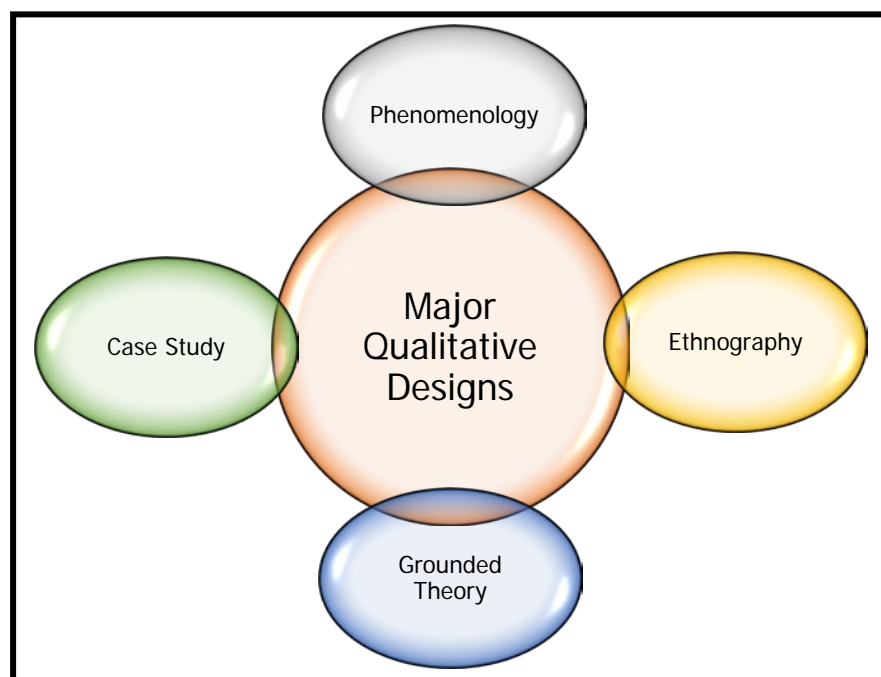 Phenomenology
Major
Qualitative
Designs
Case Study
Ethnography
Grounded
Theory